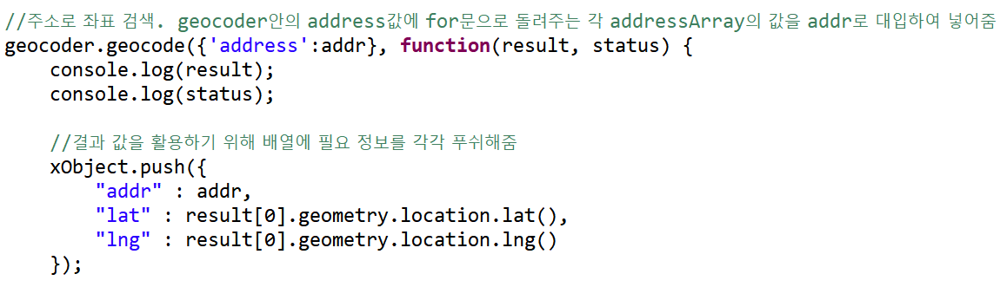 //주소로 좌표 검색. geocoder안의 address값에 for문으로 돌려주는 각 addressArray의 값을 addr로 대입하여 넣어줌
geocoder.geocode({'address':addr}, function(result, status) {
console.log(result);
console.log(status);
//결과 값을 활용하기 위해 배열에 필요 정보를 각각 푸쉬해줌
xObject.push({
"addr" : addr,
"lat" : result[0].geometry.location.lat(),
"lng" : result[0].geometry.location.lng()
});